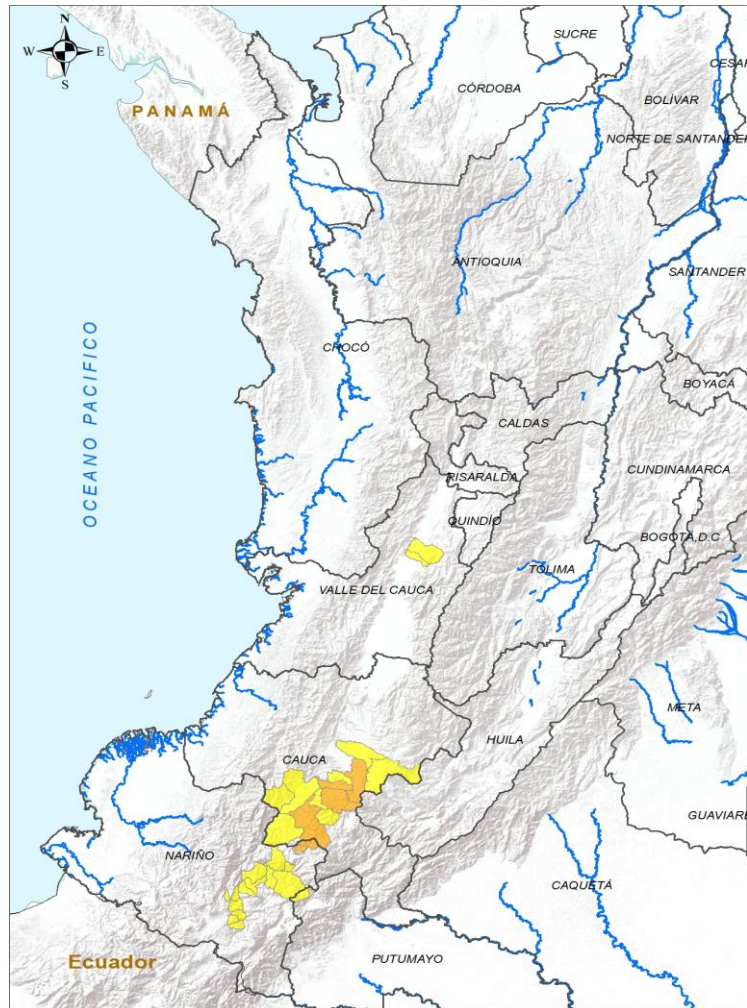 N
W E
S
SUCRE
CESAR
CÓRDOBA
BOLÍVAR
PANAMÁ
NORTE DE SANTANDER
ANTIOQUIA
SANTANDER
OCEANO PACIFICO
CHOCÓ
BOYACÁ
CALDAS
RISARALDA
CUNDINAMARCA
QUINDÍO
BOGOTÁ,D.C
TOLIMA
VALLE DEL CAUCA
META
HUILA
CAUCA
GUAVIARE
NARIÑO
CAQUETÁ
Ecuador
PUTUMAYO